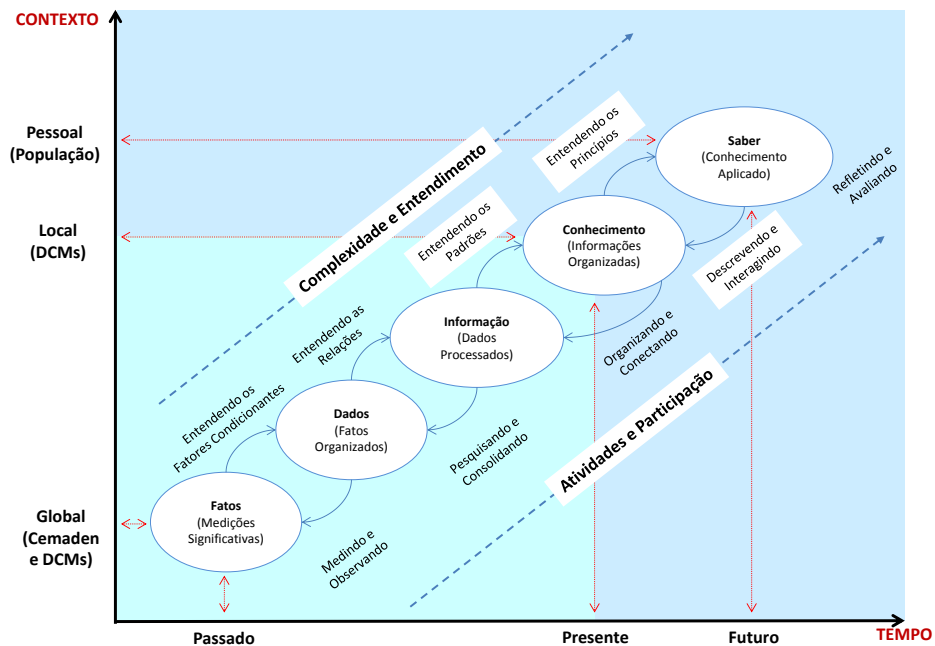 CONTEXTO
Pessoal
(População)
Local
(DCMs)
Global
(Cemaden
e DCMs)
Complexidade e Entendimento
Entendendo os
Princípios
Saber
(Conhecimento
Aplicado)
Refletindo e
Avaliando
Entendendo os
Padrões
Conhecimento
(Informações
Organizadas)
Descrevendo e
Interagindo
Entendendo as
Relações
Informação
(Dados
Processados)
Organizando e
Conectando
Entendendo os
Fatores Condicionantes
Dados
(Fatos
Organizados)
Pesquisando e
Consolidando
Atividades e Participação
Fatos
(Medições
Significativas)
Medindo e
Observando
Passado
Presente
Futuro
TEMPO